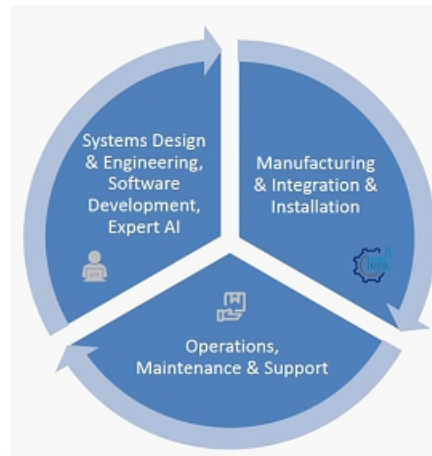 Systems Design
& Engineering,
Software
Development,
Expert AI
Manufacturing
& Integration &
Installation
Operations,
Maintenance & Support